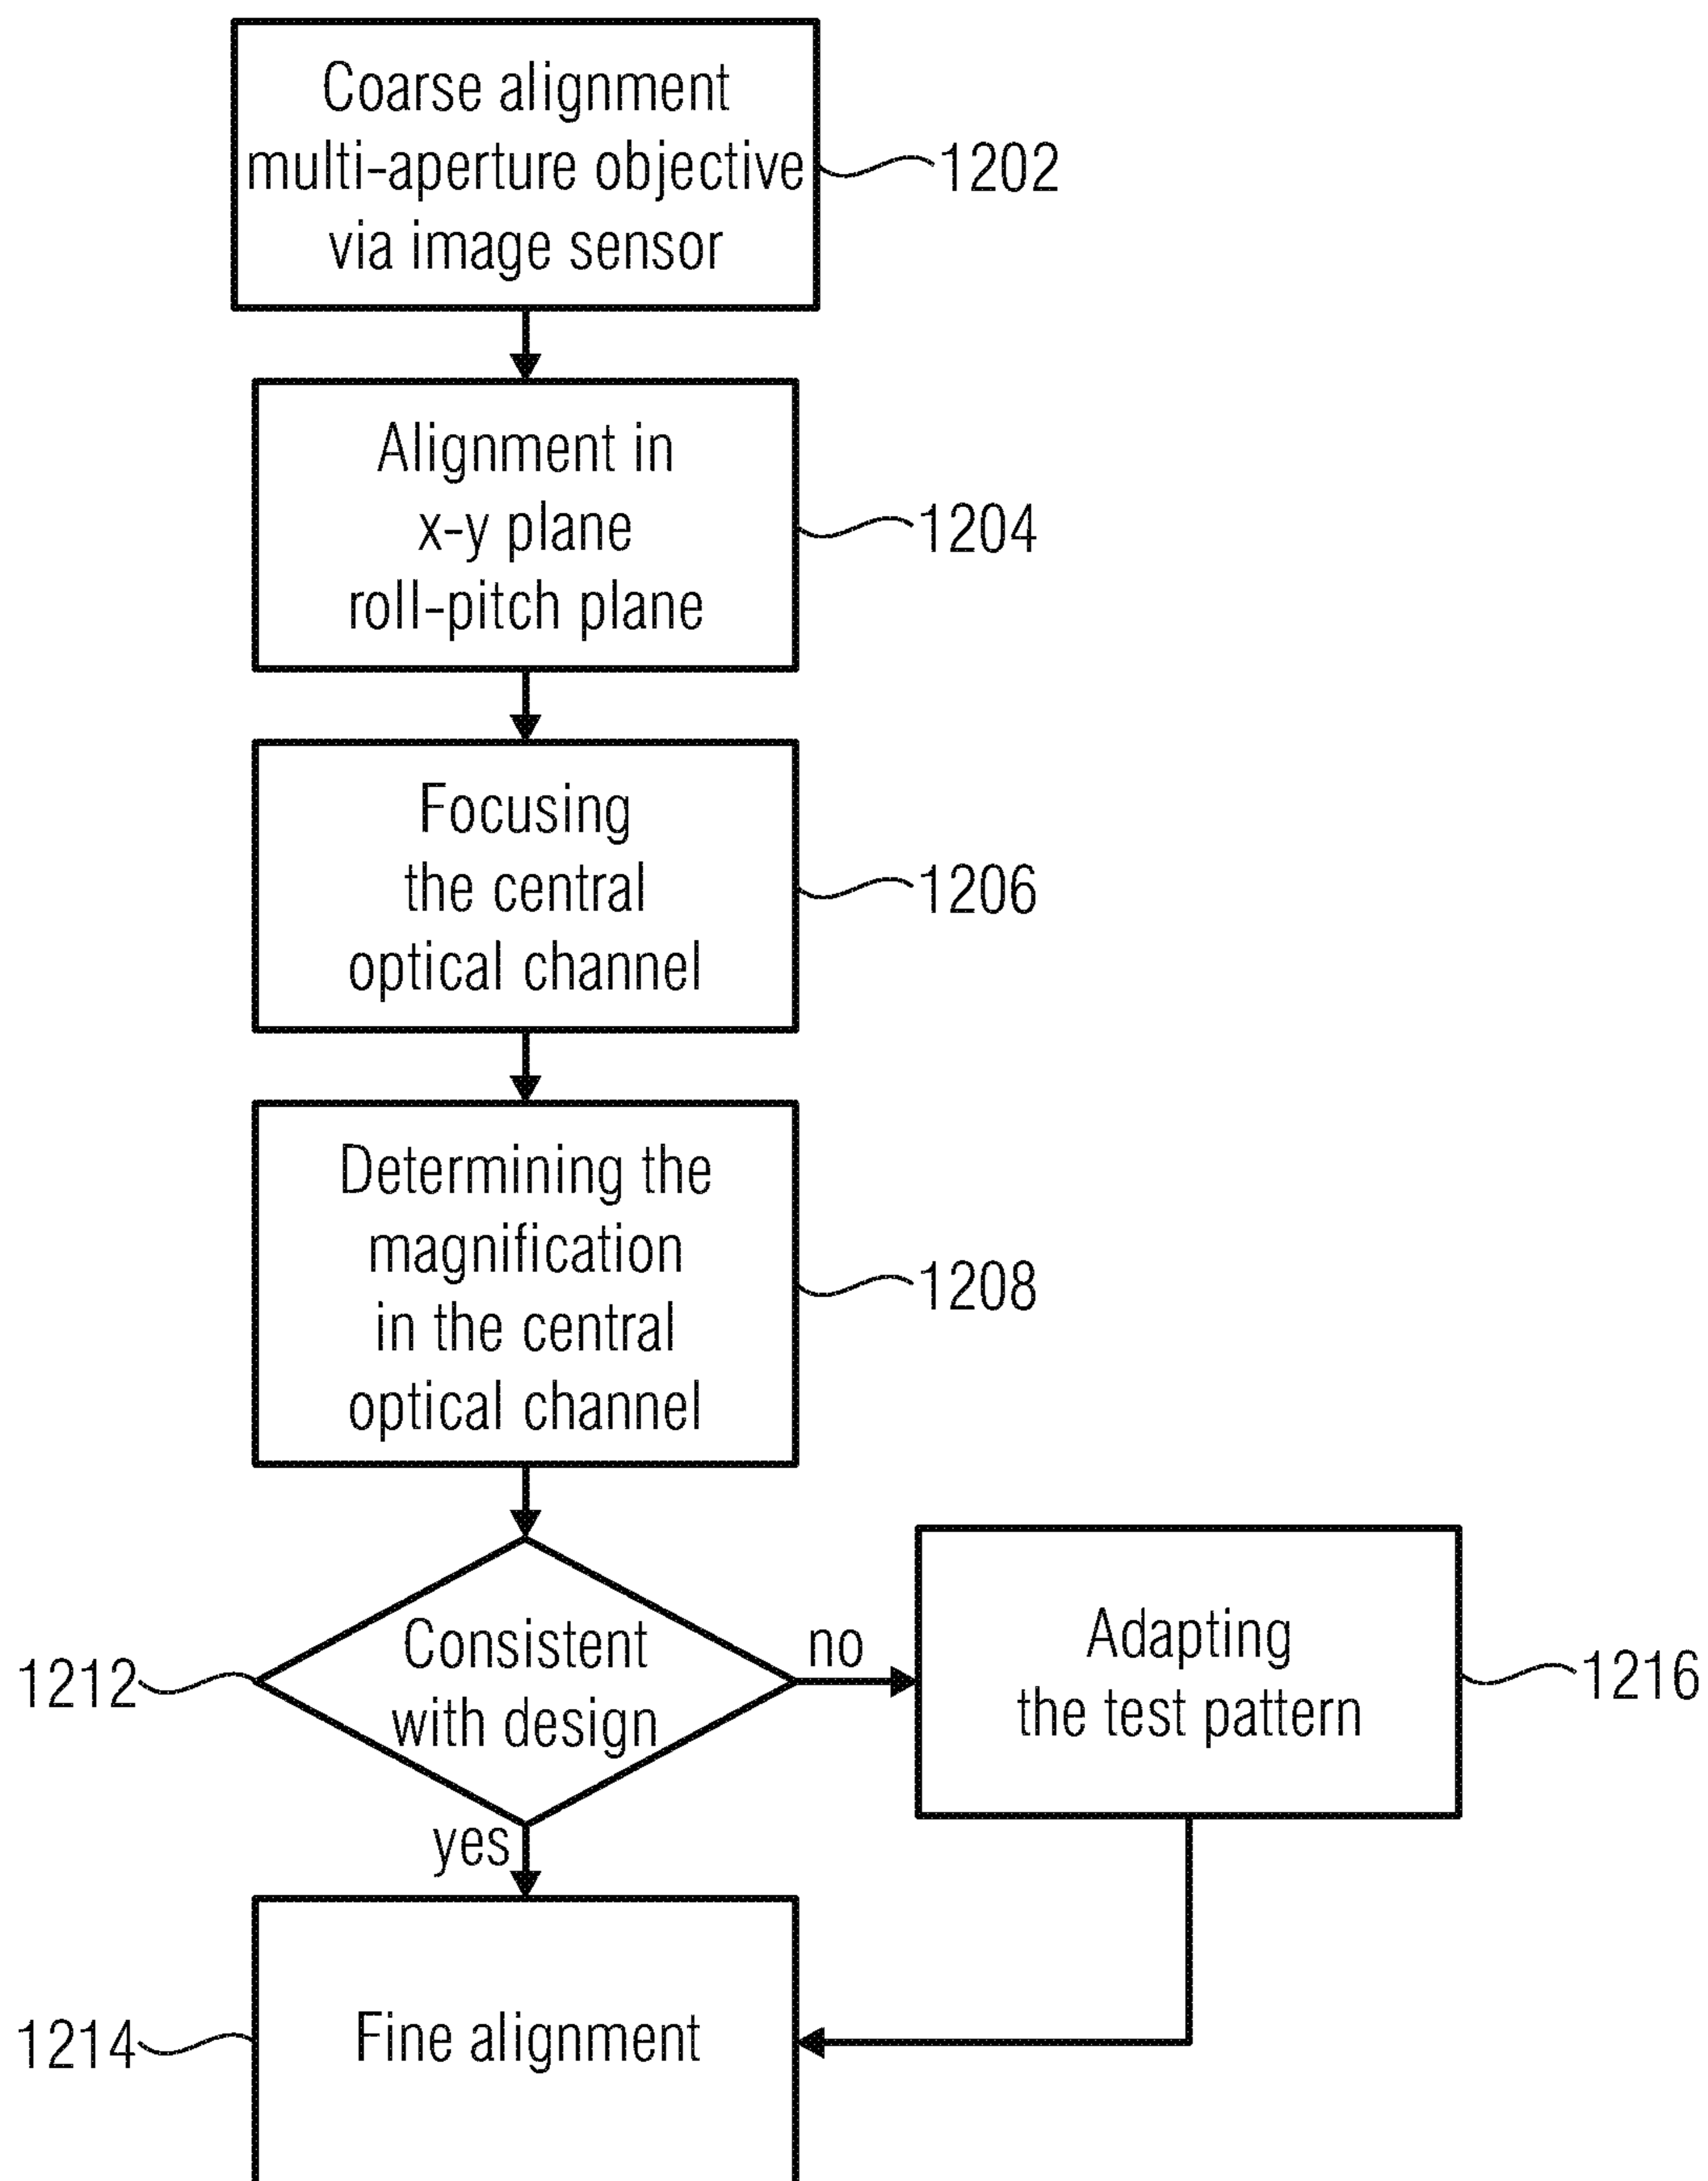 Coarse alignment
multi-aperture objective
via image sensor
1202
Alignment in
x-y plane
roll-pitch plane
1204
Focusing
the central
optical channel
1206
Determining the
magnification
in the central
optical channel
1208
Consistent
with design
1212
no
Adapting
the test pattern
1216
yes
Fine alignment
1214